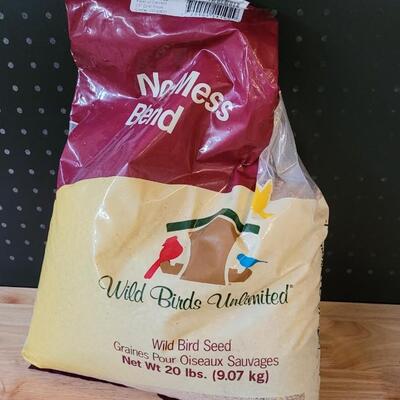 No-Mess
Blend
Wild Birds Unlimited®
Wild Bird Seed
Graines Pour Oiseaux Sauvages
Net Wt 20 lbs. (9.07 kg)